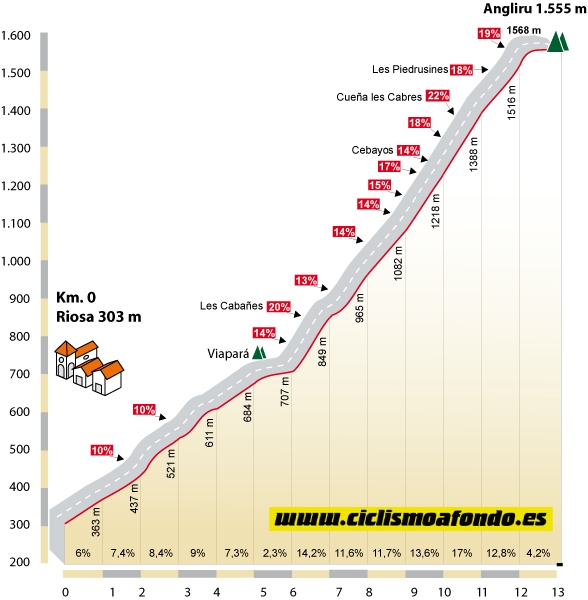 Angliru 1.555 m
1568 m
19%
1.600
Les Piedrusines 18%
1.500
Cueña les Cabres 22%
1.400
18%
Cebayos 14%
1.300
17%
1.200
15%
14%
1.100
14%
1.000
13%
900
Km. 0
Riosa 303 m
Les Cabañes 20%
14%
800
Viapará
700
600
10%
500
10%
400
300
200
363 m
437 m
521 m
611 m
684 m
707 m
849 m
965 m
1082 m
1218 m
1388 m
1516 m
www.ciclismoafondo.es
6% 7,4% 8,4% 9% 7,3% 2,3% 14,2% 11,6% 11,7% 13,6% 17% 12,8% 4,2%
0 1 2 3 4 5 6 7 8 9 10 11 12 13